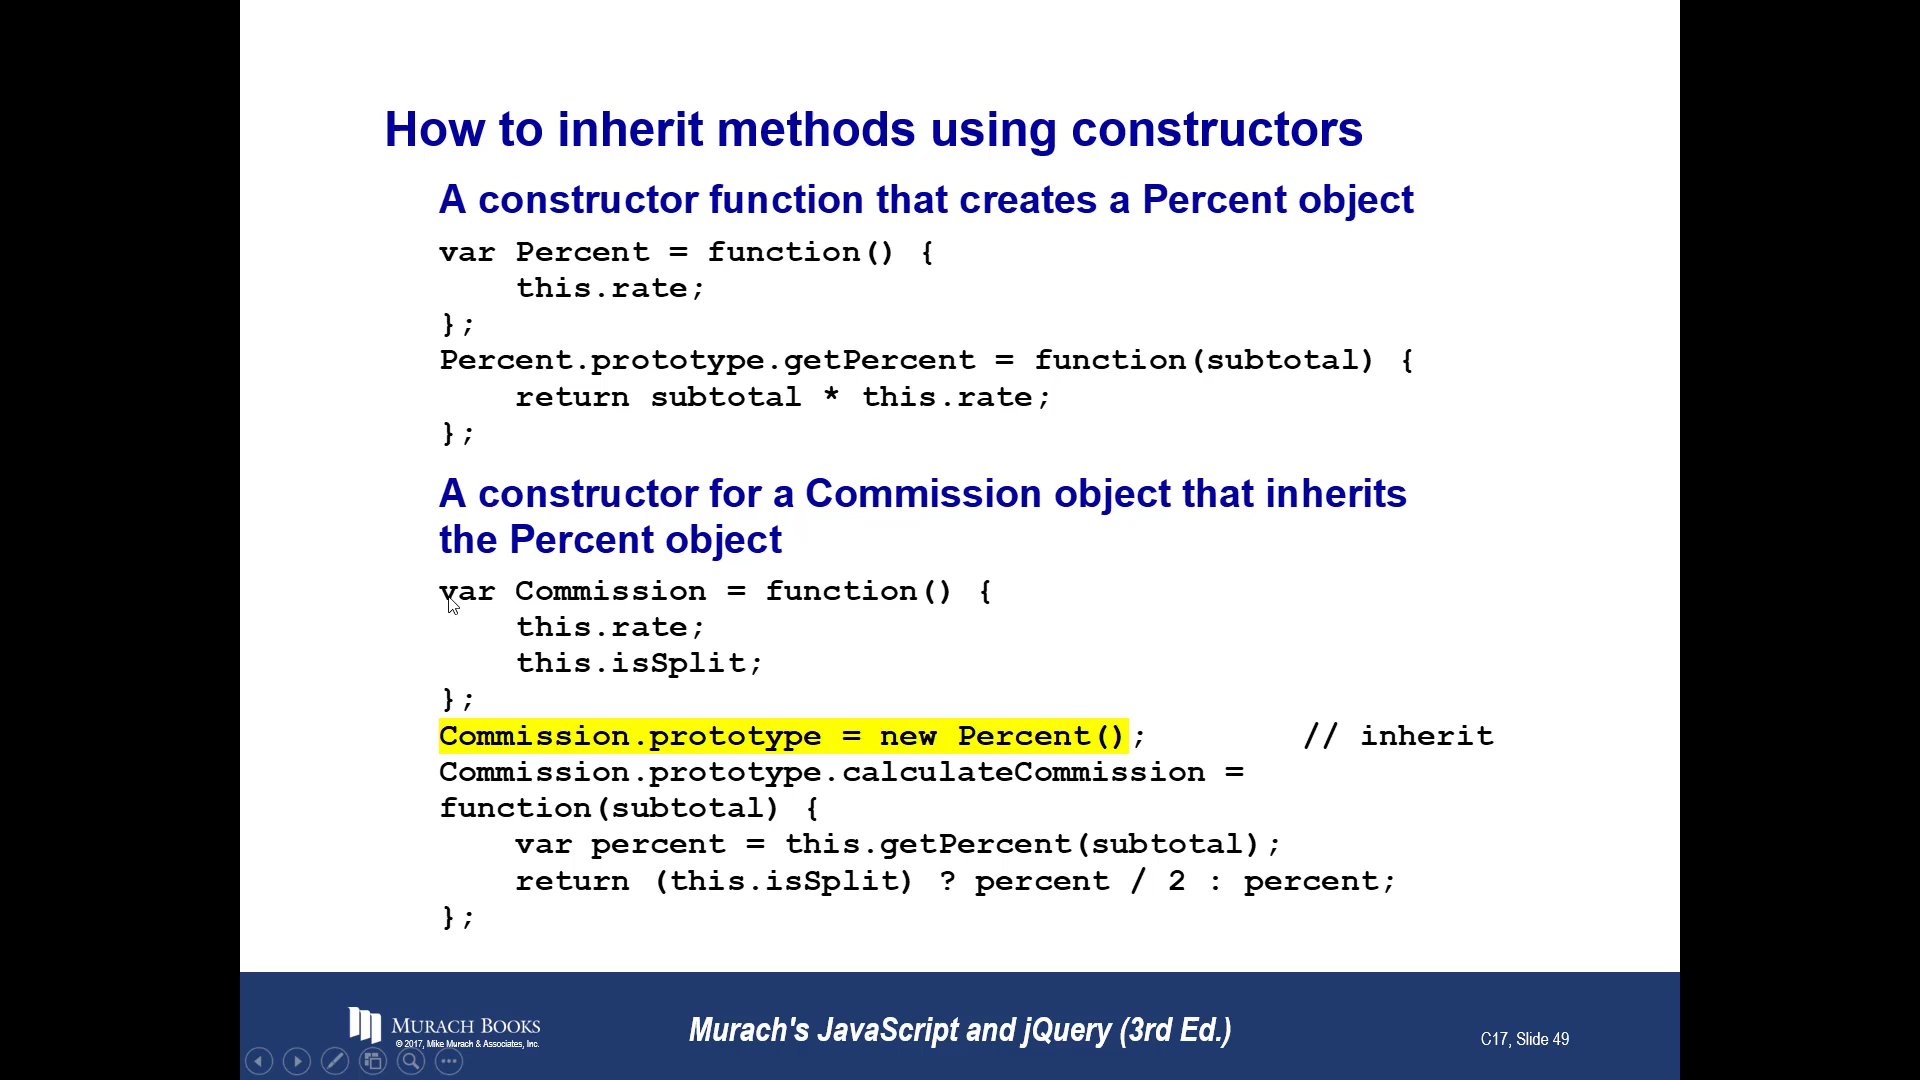 How to inherit methods using constructors
A constructor function that creates a Percent object
var Percent = function() {
    this.rate;
};
Percent.prototype.getPercent = function(subtotal) {
    return subtotal * this.rate;
};
A constructor for a Commission object that inherits
the Percent object
var Commission = function() {
    this.rate;
    this.isSplit;
};
Commission.prototype = new Percent();        // inherit
Commission.prototype.calculateCommission =
function(subtotal) {
    var percent = this.getPercent(subtotal);
    return (this.isSplit) ? percent / 2 : percent;
};
MURACH BOOKS
© 2017, Mike Murach & Associates, Inc.
Murach's JavaScript and jQuery (3rd Ed.)
C17, Slide 49